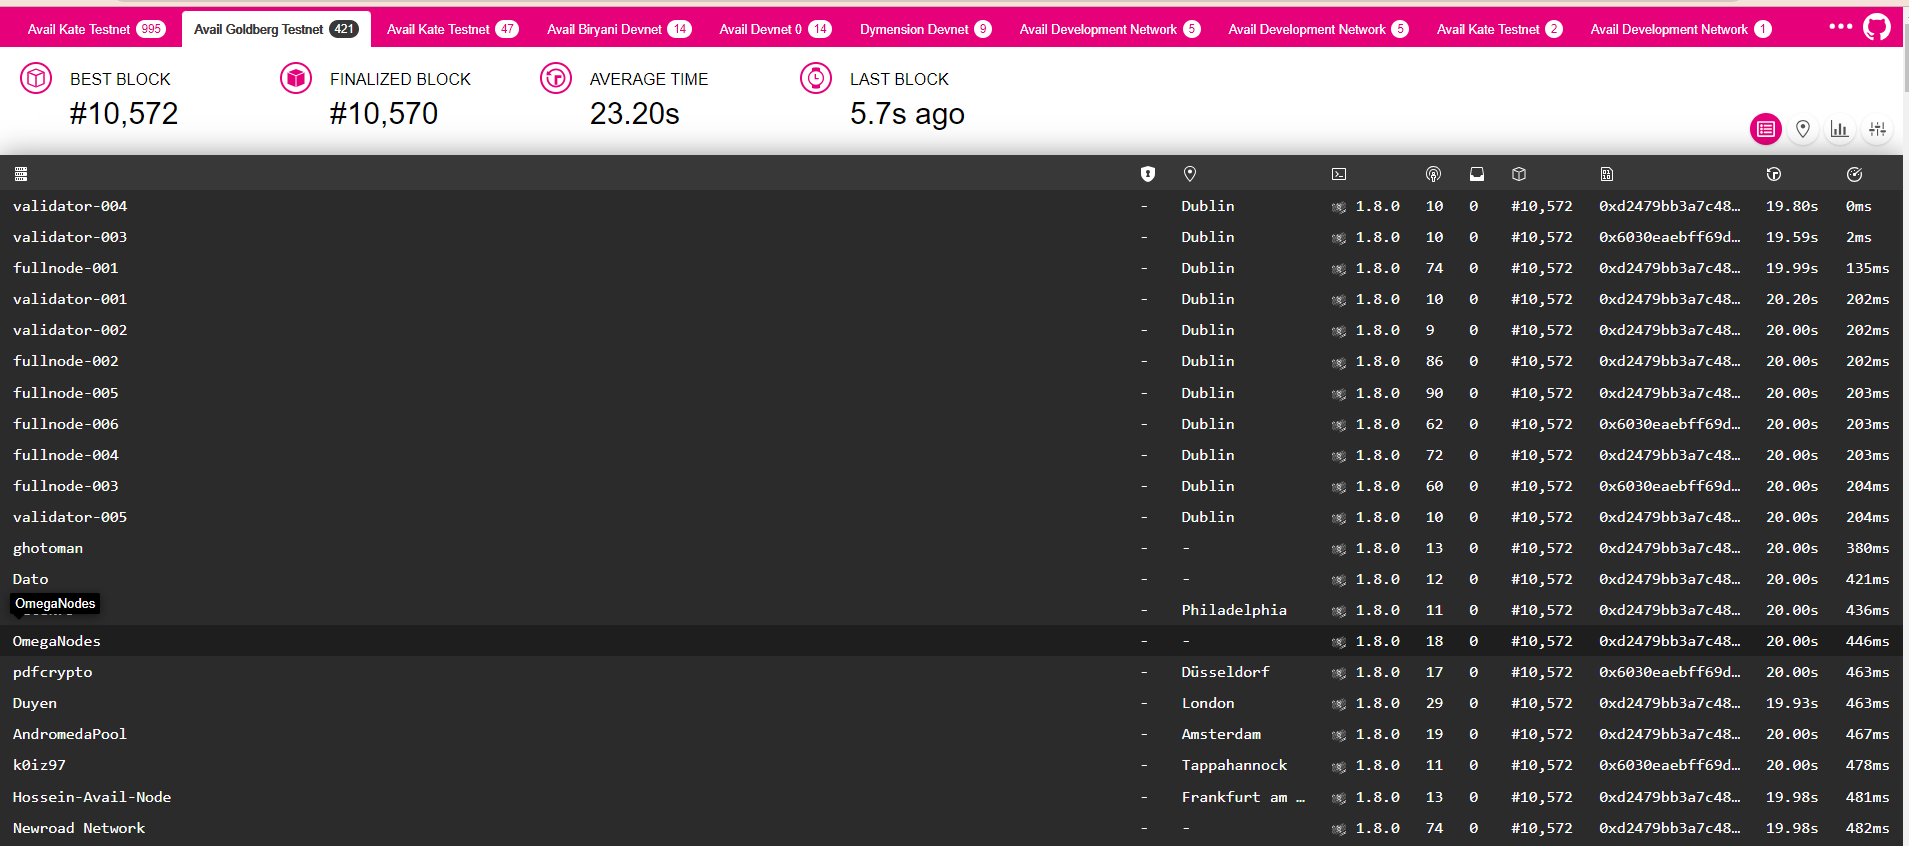 Avail Kate Testnet 995 Avail Goldberg Testnet 421 Avail Kate Testnet 47 Avail Biryani Devnet 14 Avail Devnet 0 14 Dymension Devnet 9 Avail Development Network 5 Avail Development Network 5 Avail Kate Testnet 2 Avail Development Network 1
BEST BLOCK FINALIZED BLOCK AVERAGE TIME LAST BLOCK
#10,572 #10,570 23.20s 5.7s ago
validator-004 - Dublin 1.8.0 10 0 #10,572 0xd2479bb3a7c48… 19.80s 0ms
validator-003 - Dublin 1.8.0 10 0 #10,572 0x6030eaebff69d… 19.59s 2ms
fullnode-001 - Dublin 1.8.0 74 0 #10,572 0xd2479bb3a7c48… 19.99s 135ms
validator-001 - Dublin 1.8.0 10 0 #10,572 0xd2479bb3a7c48… 20.20s 202ms
validator-002 - Dublin 1.8.0 9 0 #10,572 0xd2479bb3a7c48… 20.00s 202ms
fullnode-002 - Dublin 1.8.0 86 0 #10,572 0xd2479bb3a7c48… 20.00s 202ms
fullnode-005 - Dublin 1.8.0 90 0 #10,572 0xd2479bb3a7c48… 20.00s 203ms
fullnode-006 - Dublin 1.8.0 62 0 #10,572 0x6030eaebff69d… 20.00s 203ms
fullnode-004 - Dublin 1.8.0 72 0 #10,572 0xd2479bb3a7c48… 20.00s 203ms
fullnode-003 - Dublin 1.8.0 60 0 #10,572 0x6030eaebff69d… 20.00s 204ms
validator-005 - Dublin 1.8.0 10 0 #10,572 0xd2479bb3a7c48… 20.00s 204ms
ghotoman - - 1.8.0 13 0 #10,572 0xd2479bb3a7c48… 20.00s 380ms
Dato - - 1.8.0 12 0 #10,572 0xd2479bb3a7c48… 20.00s 421ms
OmegaNodes
- Philadelphia 1.8.0 11 0 #10,572 0xd2479bb3a7c48… 20.00s 436ms
OmegaNodes - - 1.8.0 18 0 #10,572 0xd2479bb3a7c48… 20.00s 446ms
pdfcrypto - Düsseldorf 1.8.0 17 0 #10,572 0x6030eaebff69d… 20.00s 463ms
Duyen - London 1.8.0 29 0 #10,572 0xd2479bb3a7c48… 19.93s 463ms
AndromedaPool - Amsterdam 1.8.0 19 0 #10,572 0xd2479bb3a7c48… 20.00s 467ms
k0iz97 - Tappahannock 1.8.0 11 0 #10,572 0x6030eaebff69d… 20.00s 478ms
Hossein-Avail-Node - Frankfurt am … 1.8.0 13 0 #10,572 0xd2479bb3a7c48… 19.98s 481ms
Newroad Network - - 1.8.0 74 0 #10,572 0xd2479bb3a7c48… 19.98s 482ms